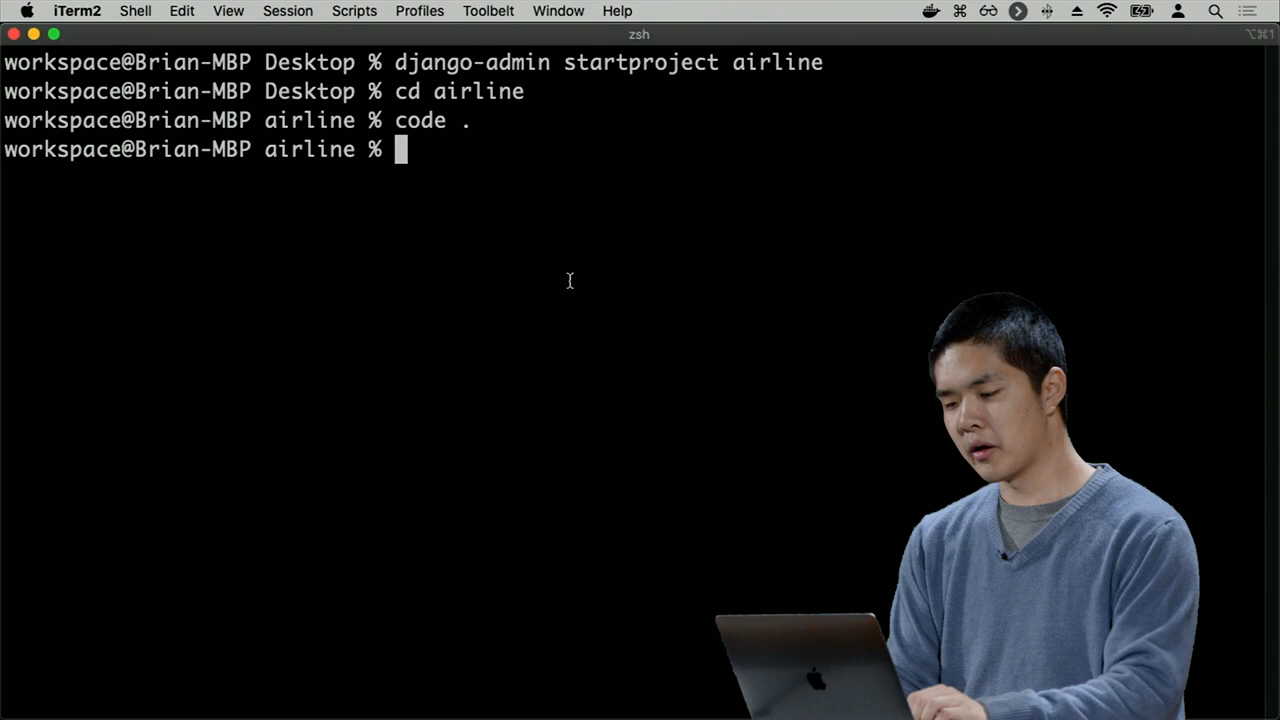 iTerm2 Shell Edit View Session Scripts Profiles Toolbelt Window Help
zsh
⌥⌘1
workspace@Brian-MBP Desktop % django-admin startproject airline
workspace@Brian-MBP Desktop % cd airline
workspace@Brian-MBP airline % code .
workspace@Brian-MBP airline %